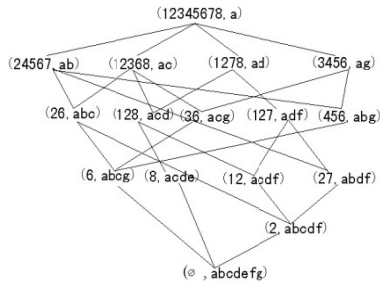 (12345678, a)
(24567, ab) (12368, ac) (1278, ad) (3456, ag)
(26, abc) (128, acd) (36, acg) (127, adf) (456, abg)
(6, abcg) (8, acde) (12, acdf) (27, abdf)
(2, abcdf)
(∅ , abcdefg)